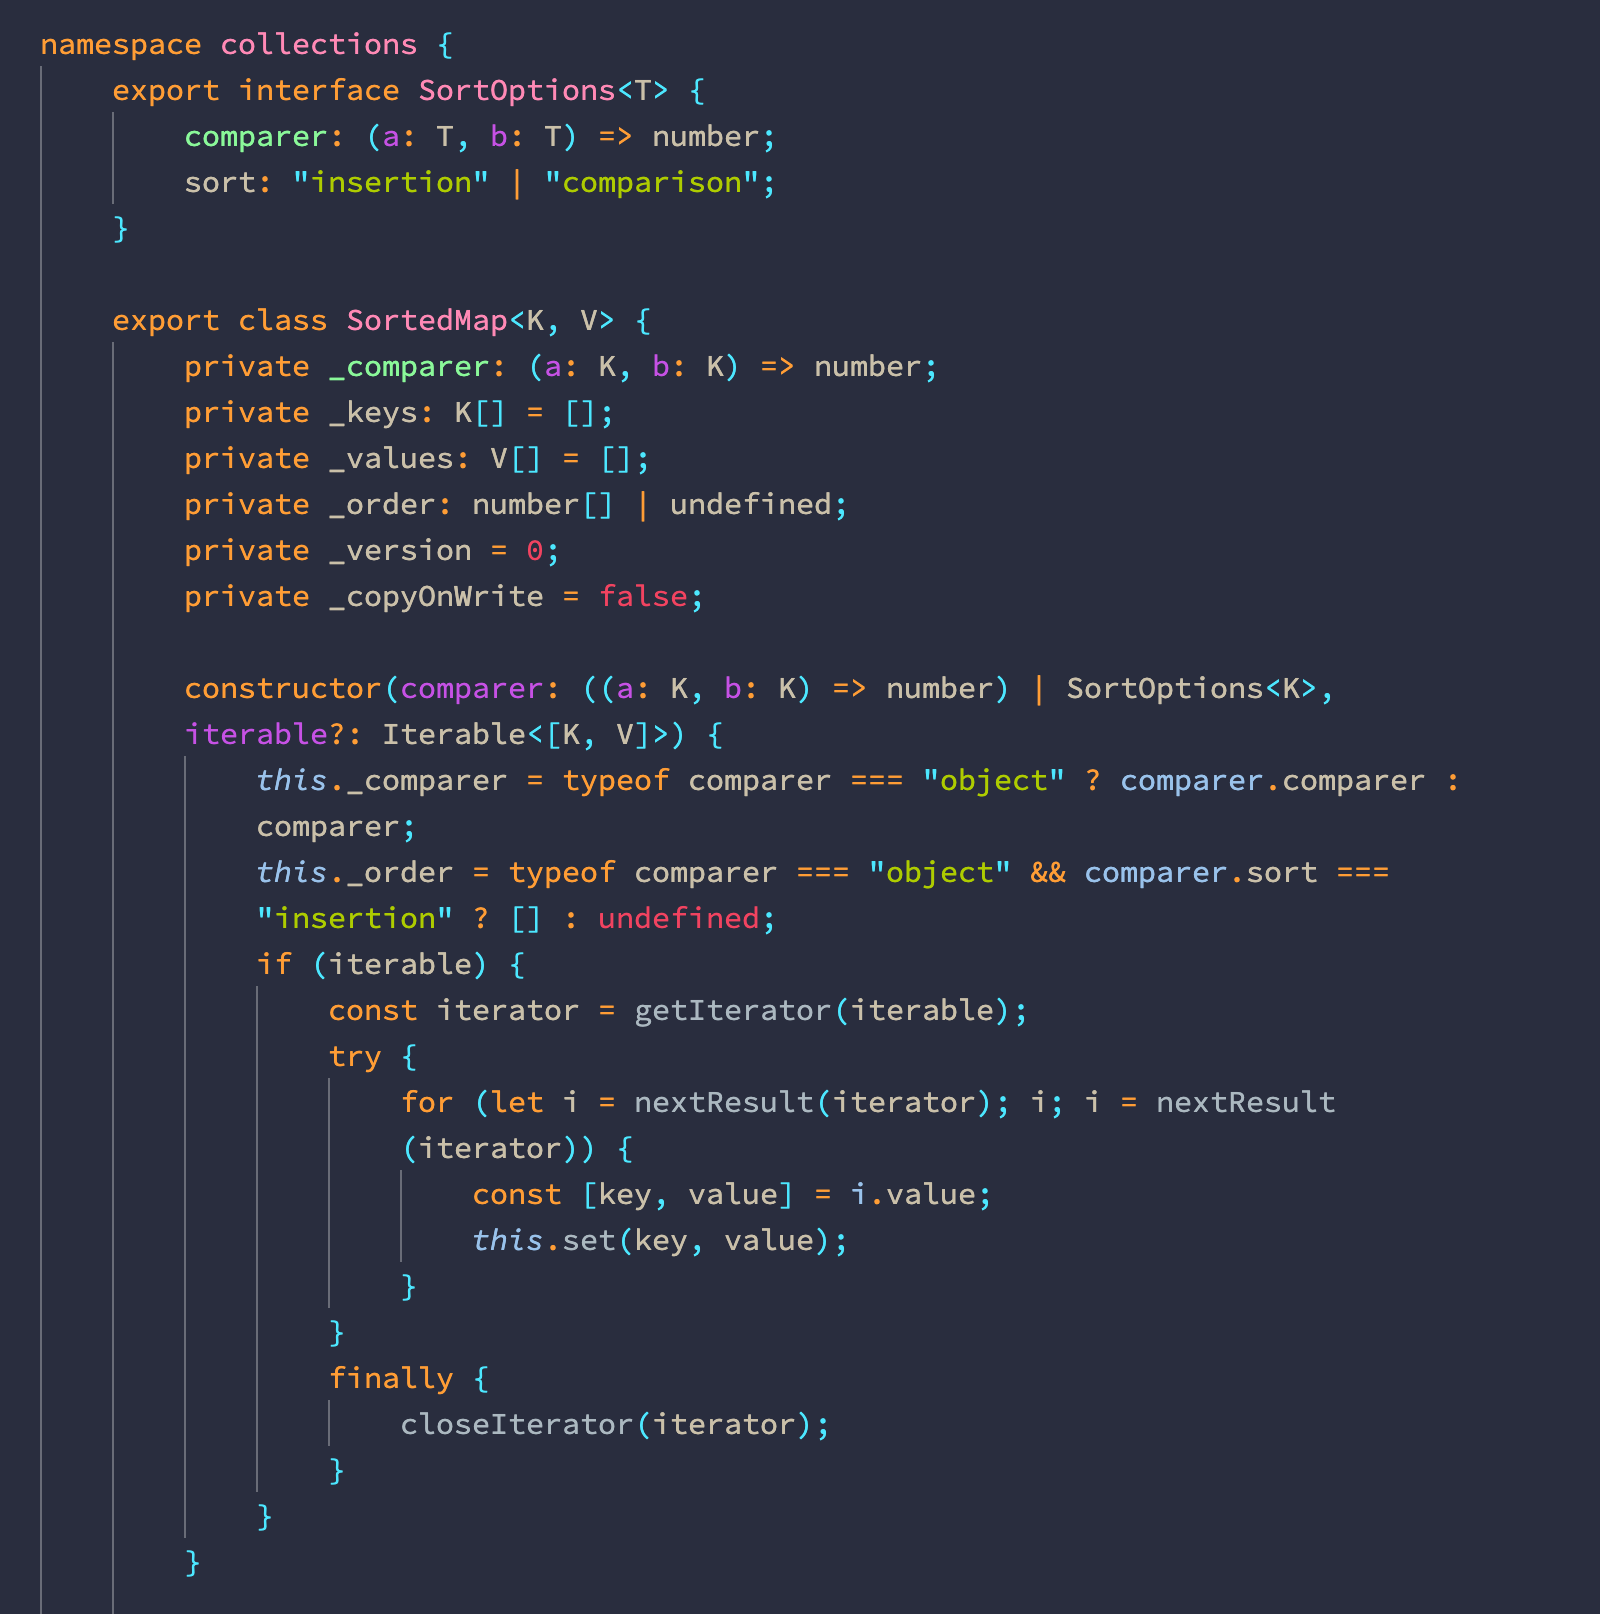 namespace collections {
    export interface SortOptions<T> {
        comparer: (a: T, b: T) => number;
        sort: "insertion" | "comparison";
    }

    export class SortedMap<K, V> {
        private _comparer: (a: K, b: K) => number;
        private _keys: K[] = [];
        private _values: V[] = [];
        private _order: number[] | undefined;
        private _version = 0;
        private _copyOnWrite = false;

        constructor(comparer: ((a: K, b: K) => number) | SortOptions<K>,
        iterable?: Iterable<[K, V]>) {
            this._comparer = typeof comparer === "object" ? comparer.comparer :
            comparer;
            this._order = typeof comparer === "object" && comparer.sort ===
            "insertion" ? [] : undefined;
            if (iterable) {
                const iterator = getIterator(iterable);
                try {
                    for (let i = nextResult(iterator); i; i = nextResult
                    (iterator)) {
                        const [key, value] = i.value;
                        this.set(key, value);
                    }
                }
                finally {
                    closeIterator(iterator);
                }
            }
        }